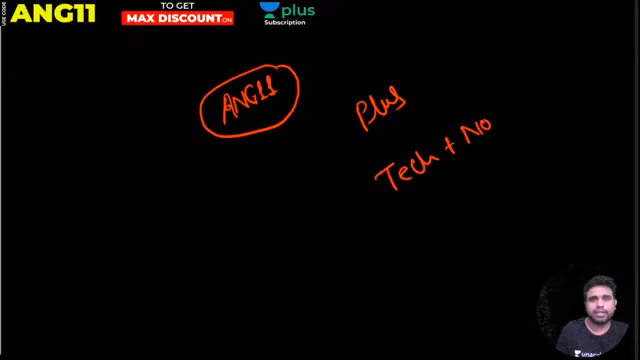 USE CODE
ANG11
TO GET
MAX DISCOUNT ON
plus
Subscription
ANG11
Plus
Tech + No